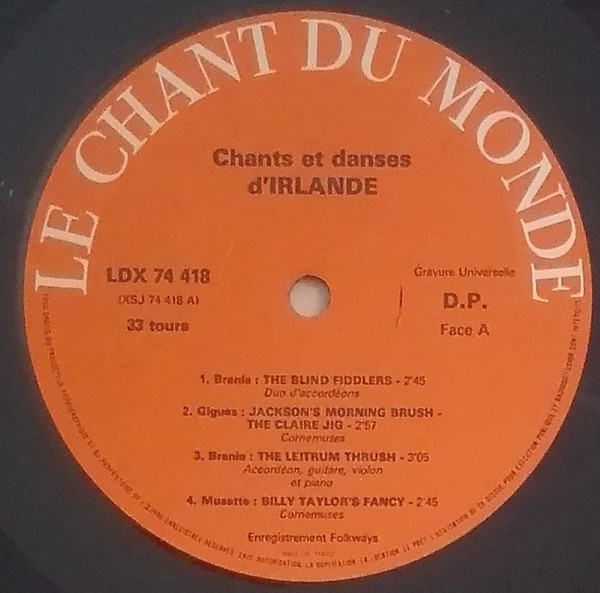 LE CHANT DU MONDE
Chants et danses
d'IRLANDE
LDX 74 418
(XSJ 74 418 A)
33 tours
Gravure Universelle
D.P.
Face A
1. Branle : THE BLIND FIDDLERS - 2'45
Duo d'accordéons
2. Gigues : JACKSON'S MORNING BRUSH -
THE CLAIRE JIG - 2'57
Cornemuses
3. Branle : THE LEITRUM THRUSH - 3'05
Accordéon, guitare, violon
et piano
4. Musette : BILLY TAYLOR'S FANCY - 2'45
Cornemuses
Enregistrement Folkways
MADE IN FRANCE